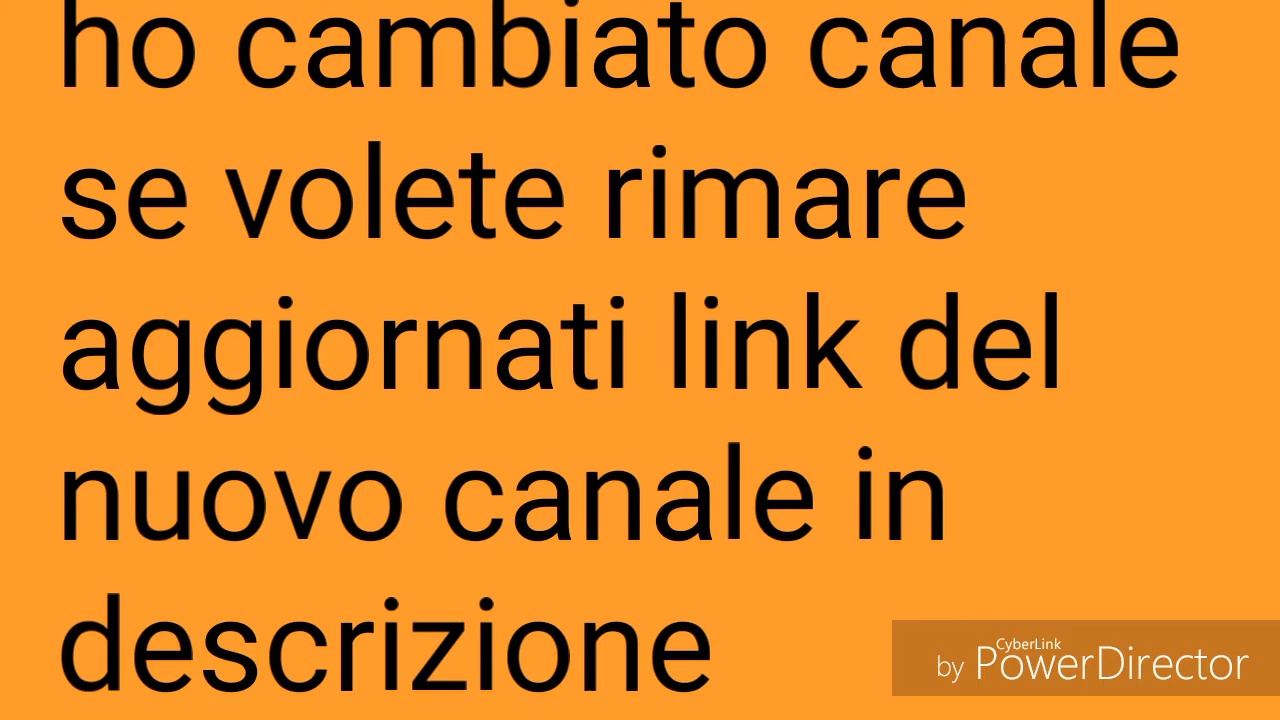 ho cambiato canale
se volete rimare
aggiornati link del
nuovo canale in
descrizione
by CyberLink PowerDirector